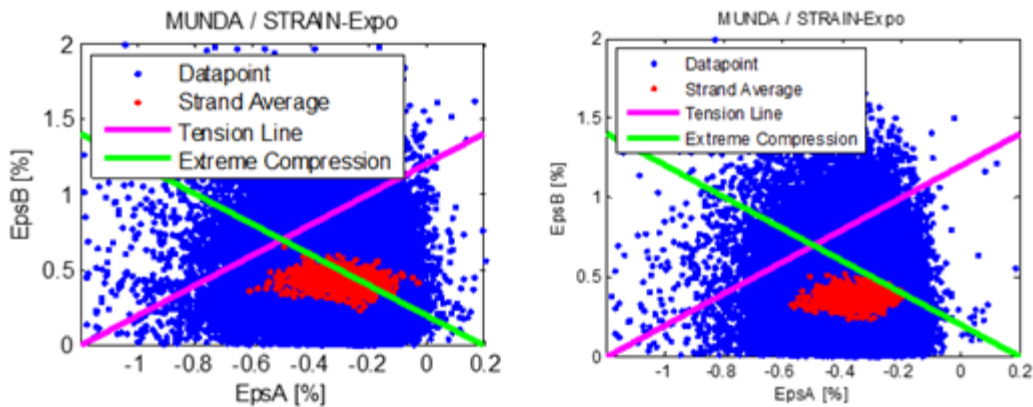 MUNDA / STRAIN-Expo
2
1.5
1
0.5
0
EpsB [%]
Datapoint
Strand Average
Tension Line
Extreme Compression
-1 -0.8 -0.6 -0.4 -0.2 0 0.2
EpsA [%]
MUNDA / STRAIN-Expo
2
1.5
1
0.5
0
EpsB [%]
Datapoint
Strand Average
Tension Line
Extreme Compression
-1 -0.8 -0.6 -0.4 -0.2 0 0.2
EpsA [%]